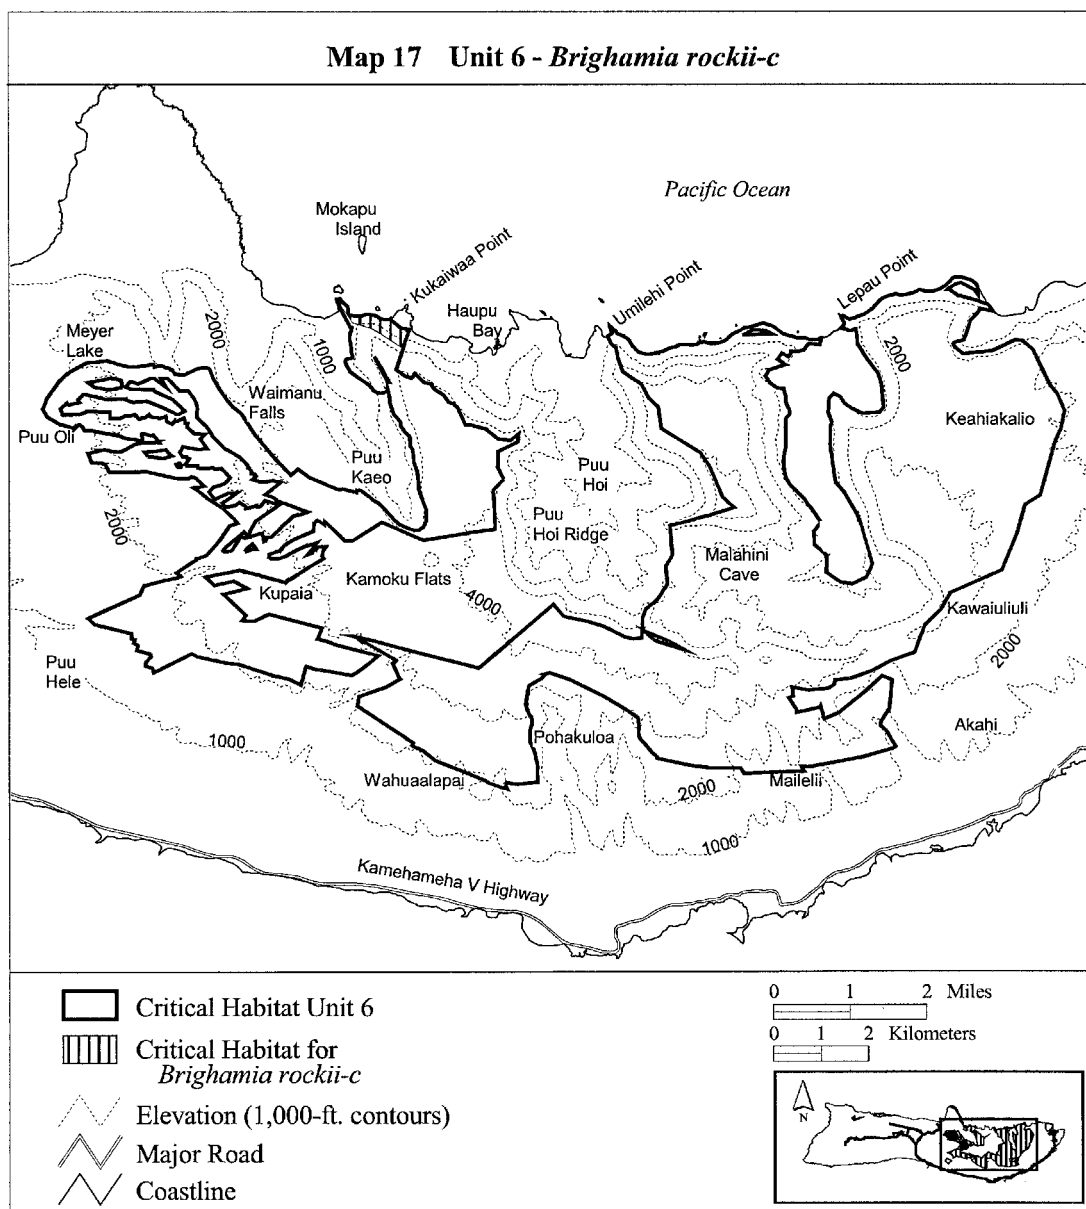 Map 17 Unit 6 - Brighamia rockii-c
Pacific Ocean
Mokapu
Island
Kukaiwaa Point
Haupu
Bay
Umilehi Point
Lepau Point
Meyer
Lake
2000
1000
2000
Waimanu
Falls
Keahiakalio
Puu Oli
Puu
Kaeo
Puu
Hoi
2000
Puu
Hoi Ridge
Malahini
Cave
Kamoku Flats
Kupaia
4000
Kawaiuliuli
2000
Puu
Hele
1000
Pohakuloa
Akahi
Wahuaalapai
2000
Mailelii
1000
Kamehameha V Highway
Critical Habitat Unit 6
Critical Habitat for
Brighamia rockii-c
Elevation (1,000-ft. contours)
Major Road
Coastline
0 1 2 Miles
0 1 2 Kilometers
N